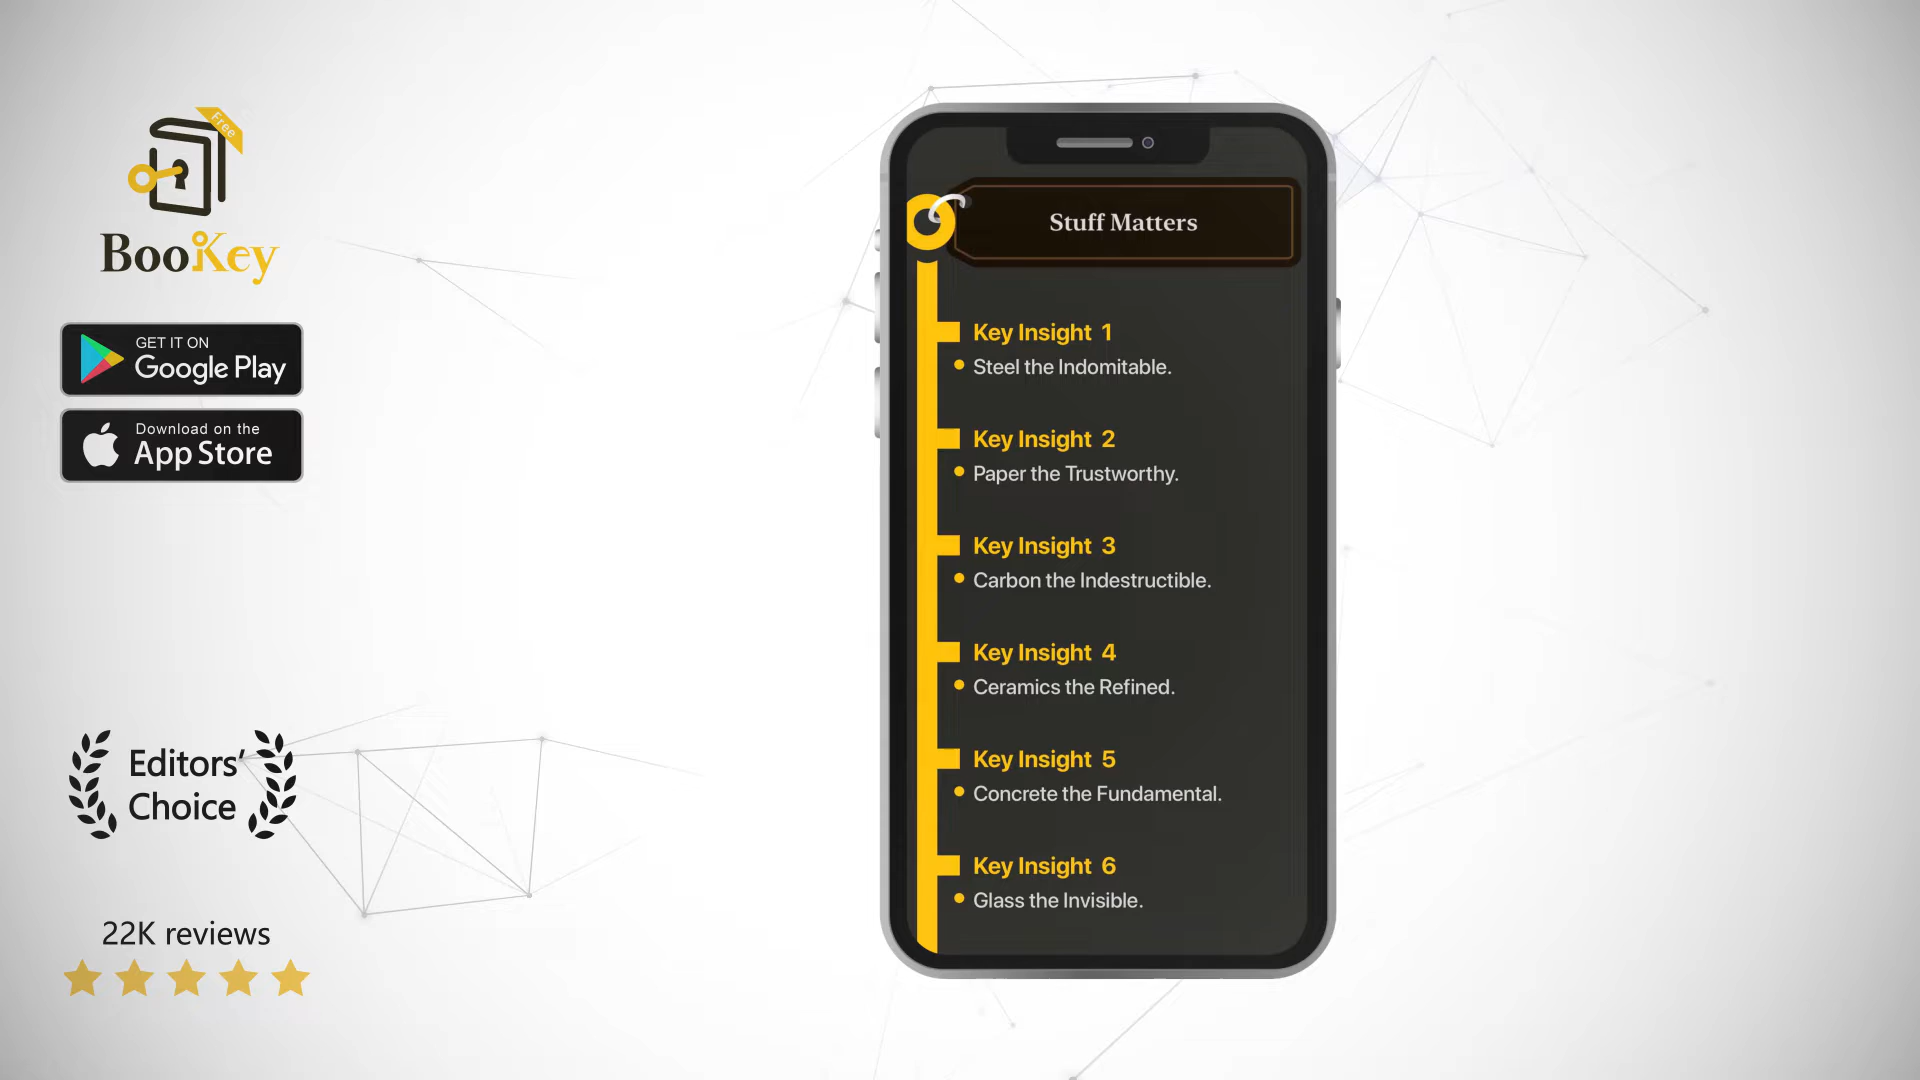 Free
BooKey
GET IT ON
Google Play
Download on the
App Store
Editors'
Choice
22K reviews
Stuff Matters
Key Insight 1
Steel the Indomitable.
Key Insight 2
Paper the Trustworthy.
Key Insight 3
Carbon the Indestructible.
Key Insight 4
Ceramics the Refined.
Key Insight 5
Concrete the Fundamental.
Key Insight 6
Glass the Invisible.